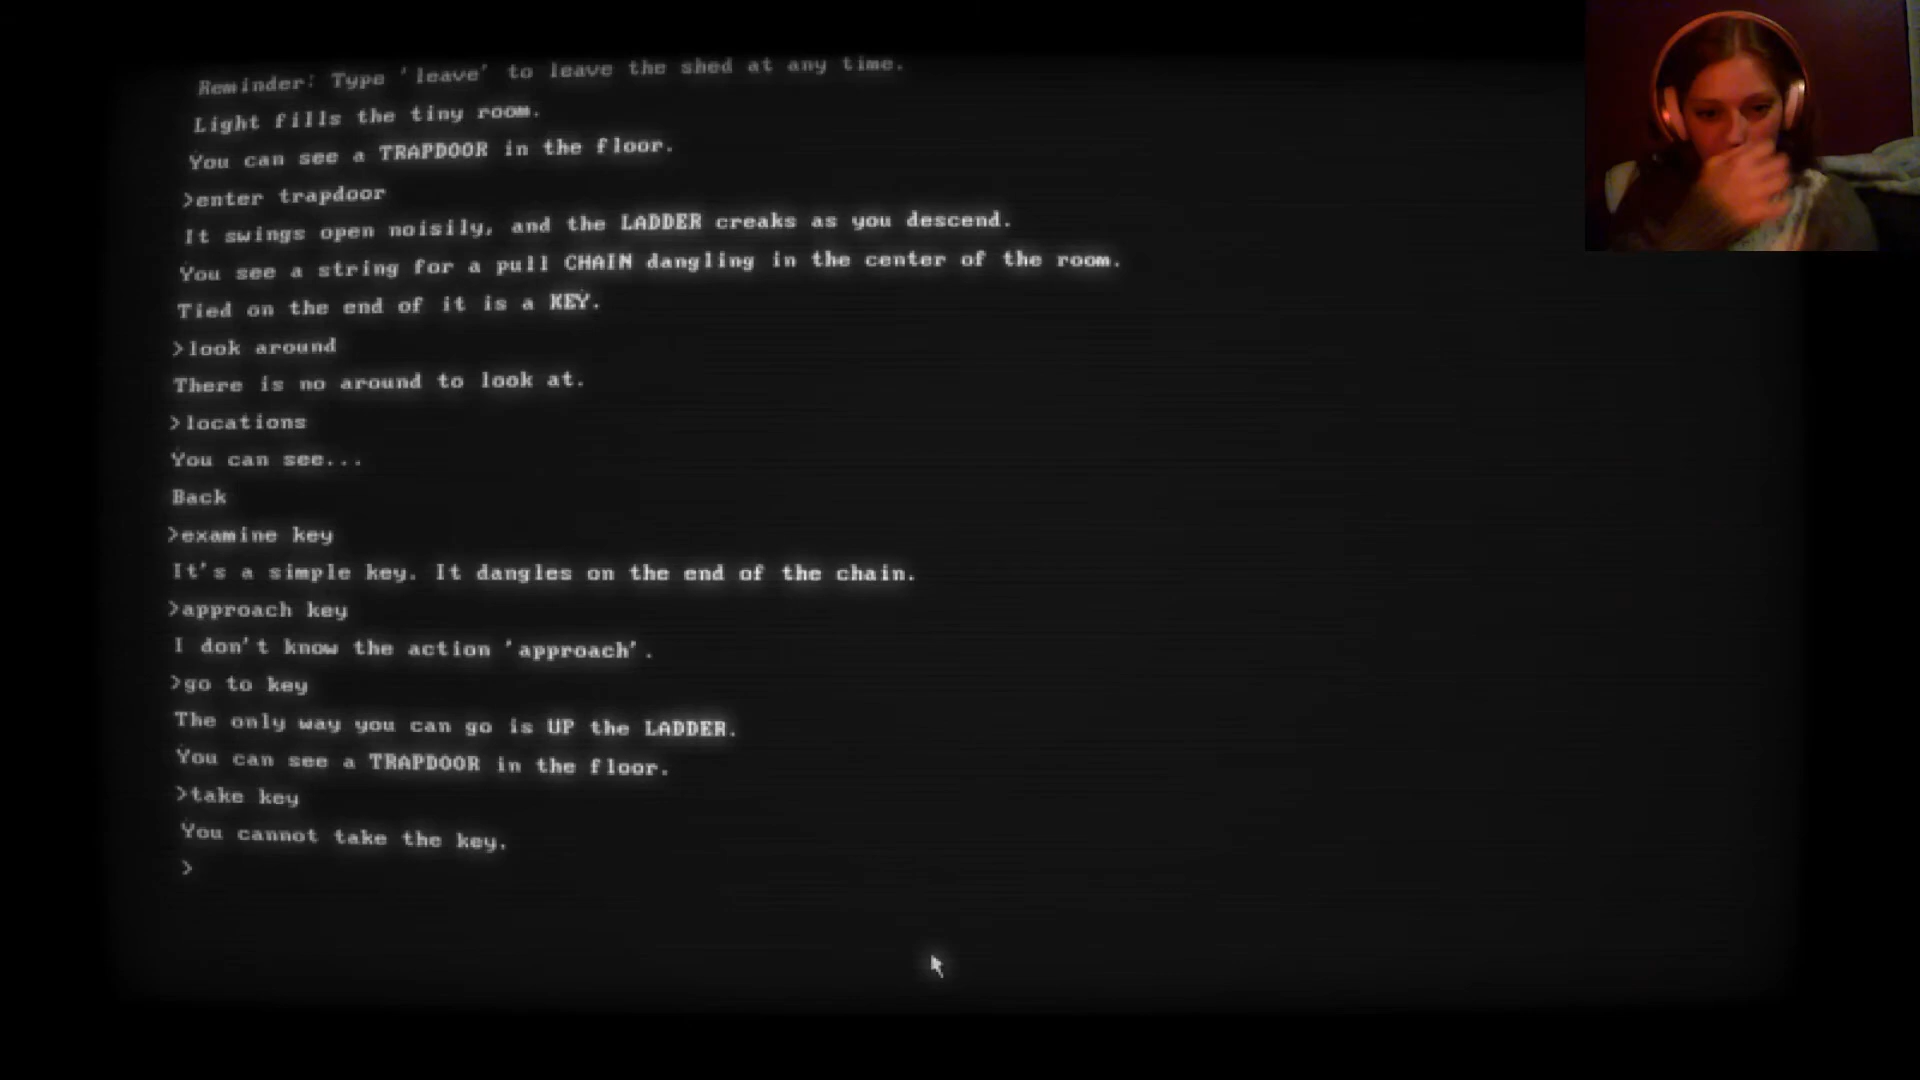 Reminder: Type 'leave' to leave the shed at any time.
Light fills the tiny room.
You can see a TRAPDOOR in the floor.
>enter trapdoor
It swings open noisily, and the LADDER creaks as you descend.
You see a string for a pull CHAIN dangling in the center of the room.
Tied on the end of it is a KEY.
>look around
There is no around to look at.
>locations
You can see...
Back
>examine key
It's a simple key. It dangles on the end of the chain.
>approach key
I don't know the action 'approach'.
>go to key
The only way you can go is UP the LADDER.
You can see a TRAPDOOR in the floor.
>take key
You cannot take the key.
>